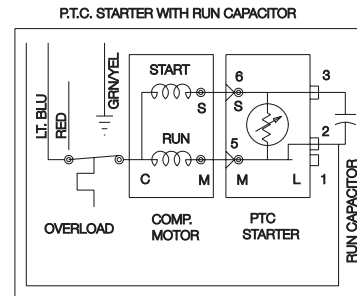 P.T.C. STARTER WITH RUN CAPACITOR
LT. BLU
RED
GRN/YEL
START
S
6
S
3
RUN
C
M
5
M
L
2
1
OVERLOAD
COMP.
MOTOR
PTC
STARTER
RUN CAPACITOR